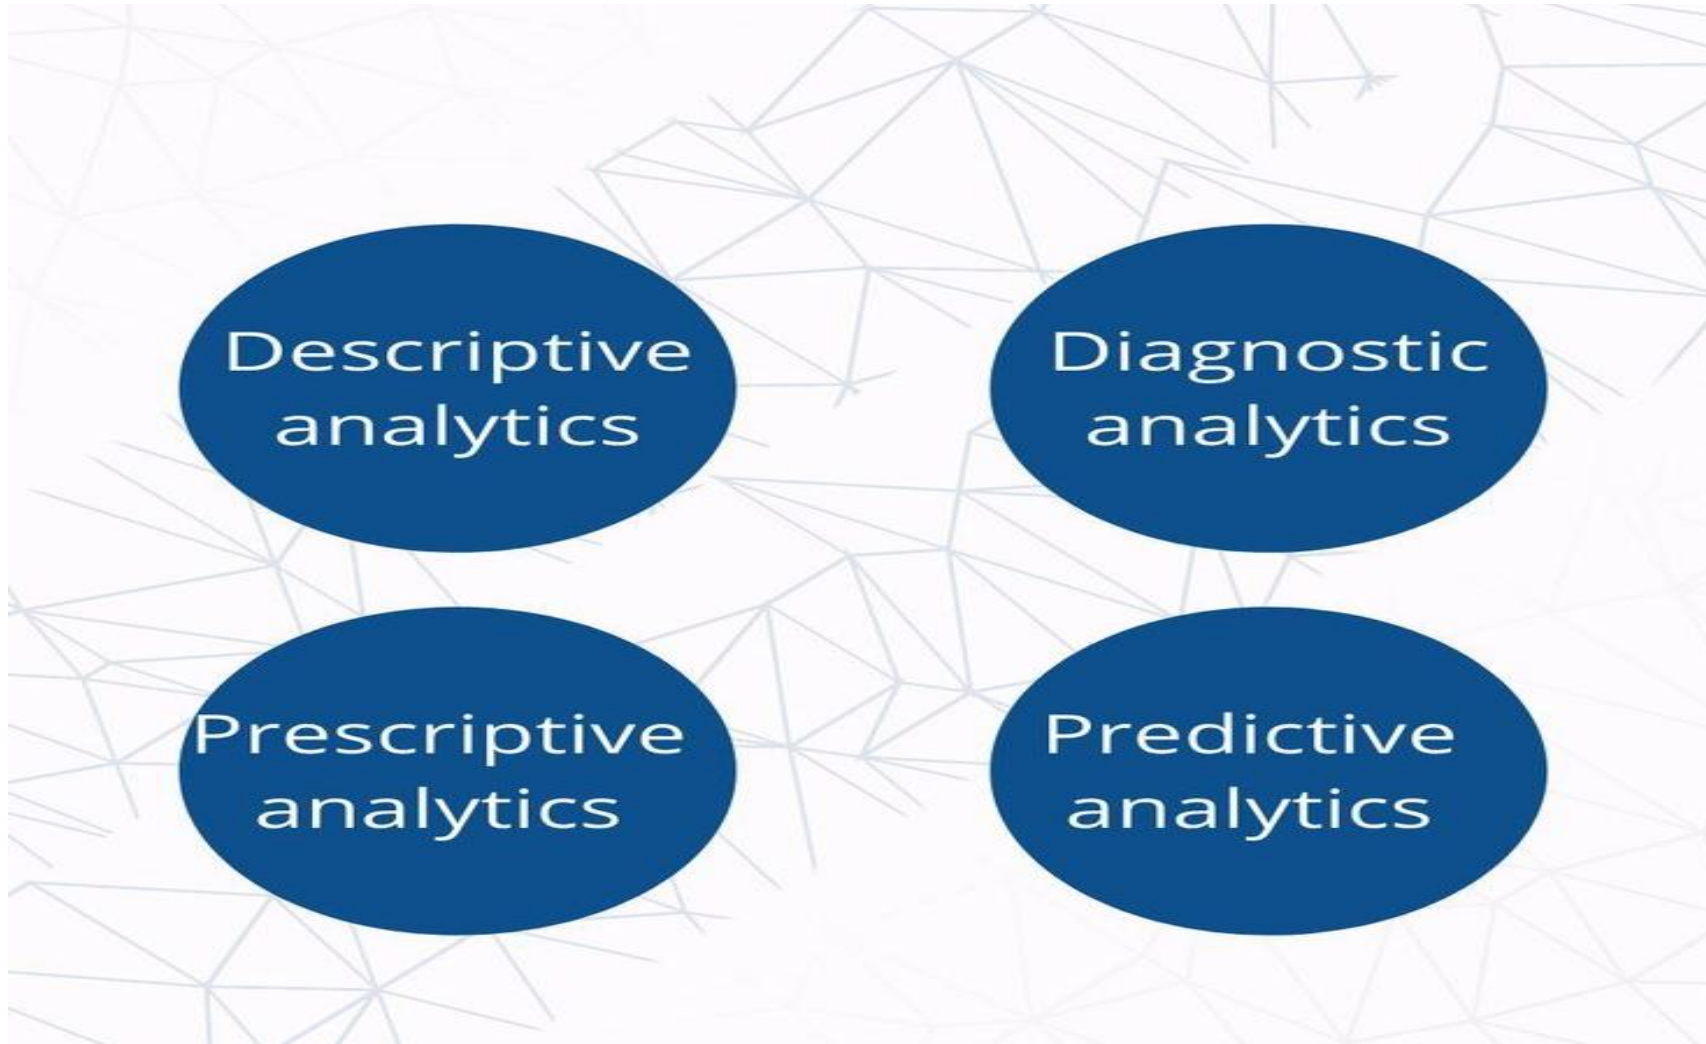 Descriptive
analytics
Diagnostic
analytics
Prescriptive
analytics
Predictive
analytics